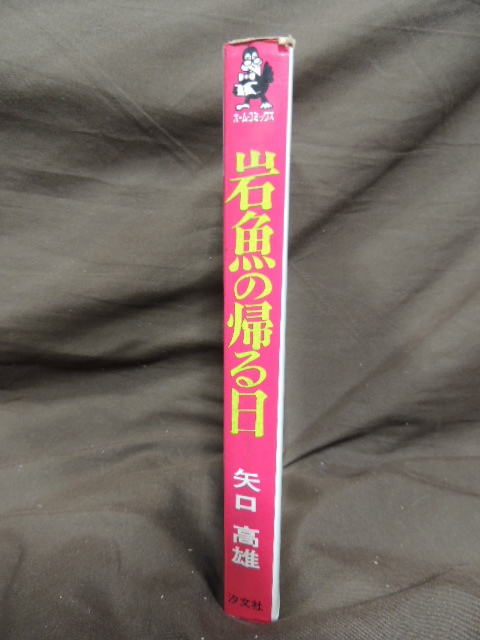 ホーム・コミックス
岩魚の帰る日
矢口 高雄
汐文社